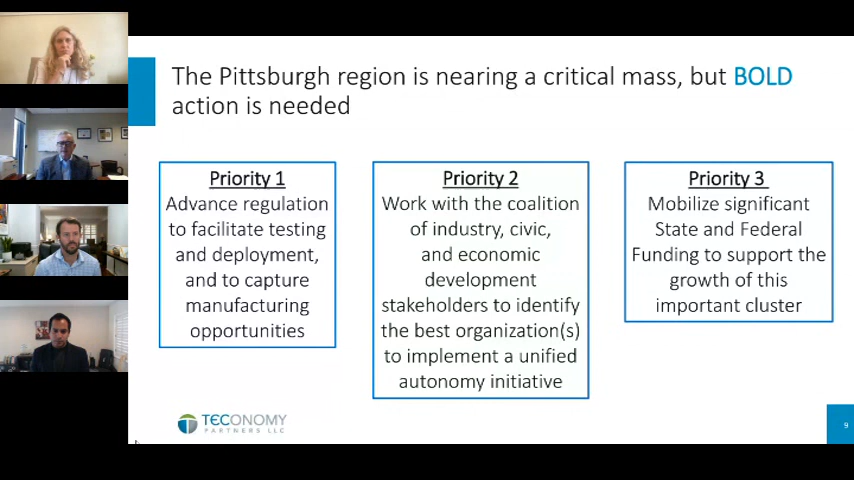 The Pittsburgh region is nearing a critical mass, but BOLD
action is needed
Priority 1
Advance regulation
to facilitate testing
and deployment,
and to capture
manufacturing
opportunities
Priority 2
Work with the coalition
of industry, civic,
and economic
development
stakeholders to identify
the best organization(s)
to implement a unified
autonomy initiative
Priority 3
Mobilize significant
State and Federal
Funding to support the
growth of this
important cluster
TECONOMY
PARTNERS LLC
9